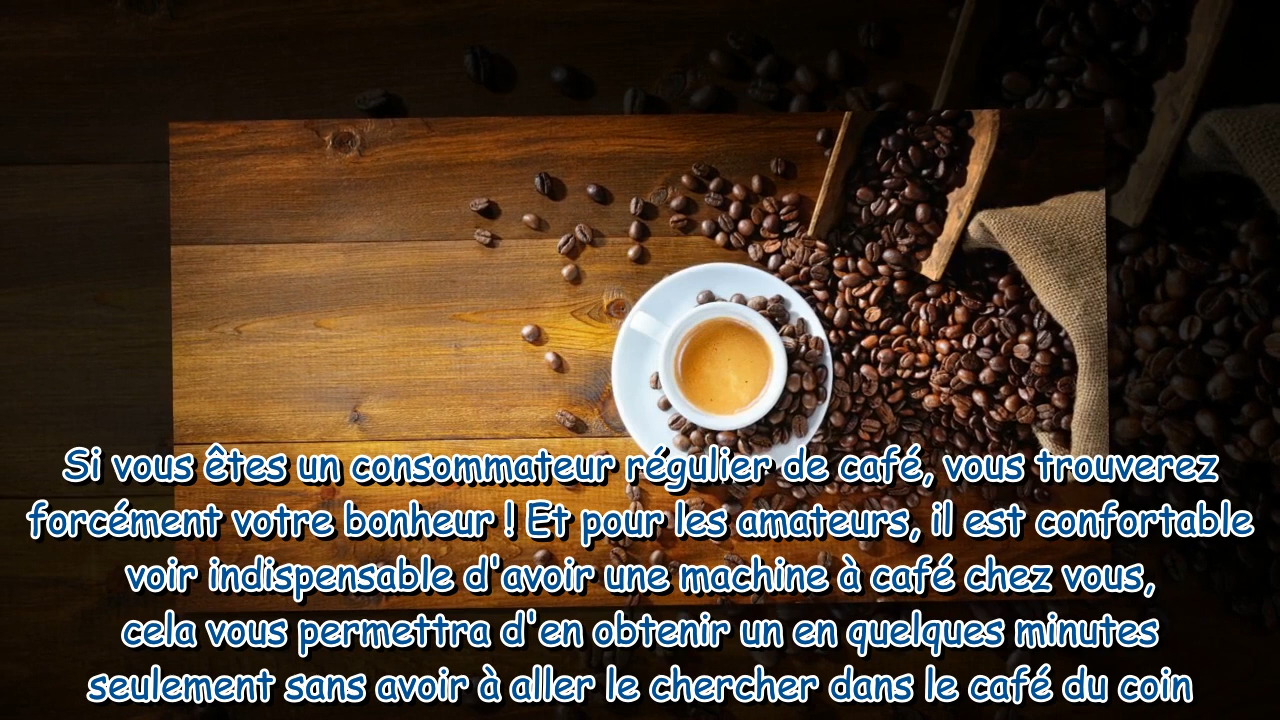 Si vous êtes un consommateur régulier de café, vous trouverez
forcément votre bonheur ! Et pour les amateurs, il est confortable
voir indispensable d'avoir une machine à café chez vous,
cela vous permettra d'en obtenir un en quelques minutes
seulement sans avoir à aller le chercher dans le café du coin